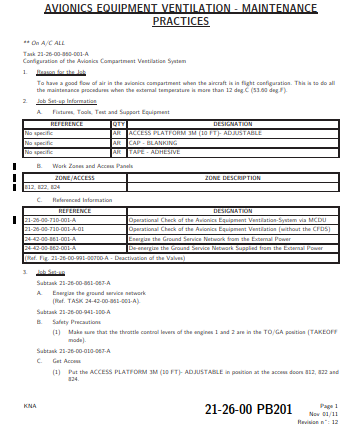 AVIONICS EQUIPMENT VENTILATION - MAINTENANCE
PRACTICES
** On A/C ALL
Task 21-26-00-860-001-A
Configuration of the Avionics Compartment Ventilation System
1. Reason for the Job
To have a good flow of air in the avionics compartment when the aircraft is in flight configuration. This is to do all
the maintenance procedures when the external temperature is more than 12 deg.C (53.60 deg.F).
2. Job Set-up Information
A. Fixtures, Tools, Test and Support Equipment
REFERENCE QTY DESIGNATION
No specific AR ACCESS PLATFORM 3M (10 FT)- ADJUSTABLE
No specific AR CAP - BLANKING
No specific AR TAPE - ADHESIVE
B. Work Zones and Access Panels
ZONE/ACCESS ZONE DESCRIPTION
812, 822, 824
C. Referenced Information
REFERENCE DESIGNATION
21-26-00-710-001-A Operational Check of the Avionics Equipment Ventilation-System via MCDU
21-26-00-710-001-A-01 Operational Check of the Avionics Equipment Ventilation (without the CFDS)
24-42-00-861-001-A Energize the Ground Service Network from the External Power
24-42-00-862-001-A De-energize the Ground Service Network Supplied from the External Power
(Ref. Fig. 21-26-00-991-00700-A - Deactivation of the Valves)
3. Job Set-up
Subtask 21-26-00-861-067-A
A. Energize the ground service network
(Ref. TASK 24-42-00-861-001-A).
Subtask 21-26-00-941-100-A
B. Safety Precautions
(1) Make sure that the throttle control levers of the engines 1 and 2 are in the TO/GA position (TAKEOFF
mode).
Subtask 21-26-00-010-067-A
C. Get Access
(1) Put the ACCESS PLATFORM 3M (10 FT)- ADJUSTABLE in position at the access doors 812, 822 and
824.
KNA 21-26-00 PB201 Page 1
Nov 01/11
Revision n° : 12